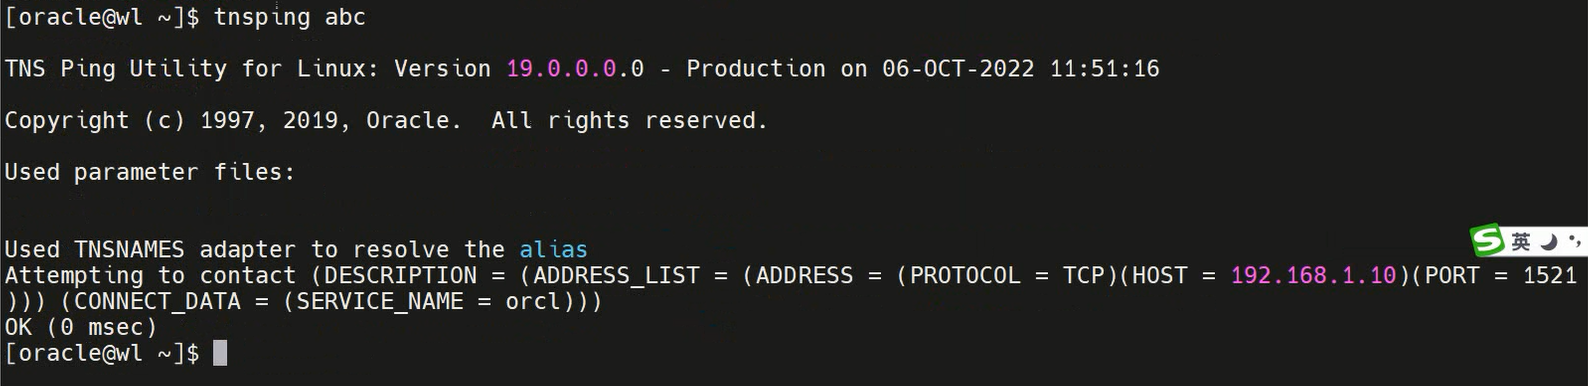 [oracle@wl ~]$ tnsping abc
TNS Ping Utility for Linux: Version 19.0.0.0.0 - Production on 06-OCT-2022 11:51:16
Copyright (c) 1997, 2019, Oracle.  All rights reserved.
Used parameter files:
Used TNSNAMES adapter to resolve the alias
Attempting to contact (DESCRIPTION = (ADDRESS_LIST = (ADDRESS = (PROTOCOL = TCP)(HOST = 192.168.1.10)(PORT = 1521
))) (CONNECT_DATA = (SERVICE_NAME = orcl)))
OK (0 msec)
[oracle@wl ~]$
S 英